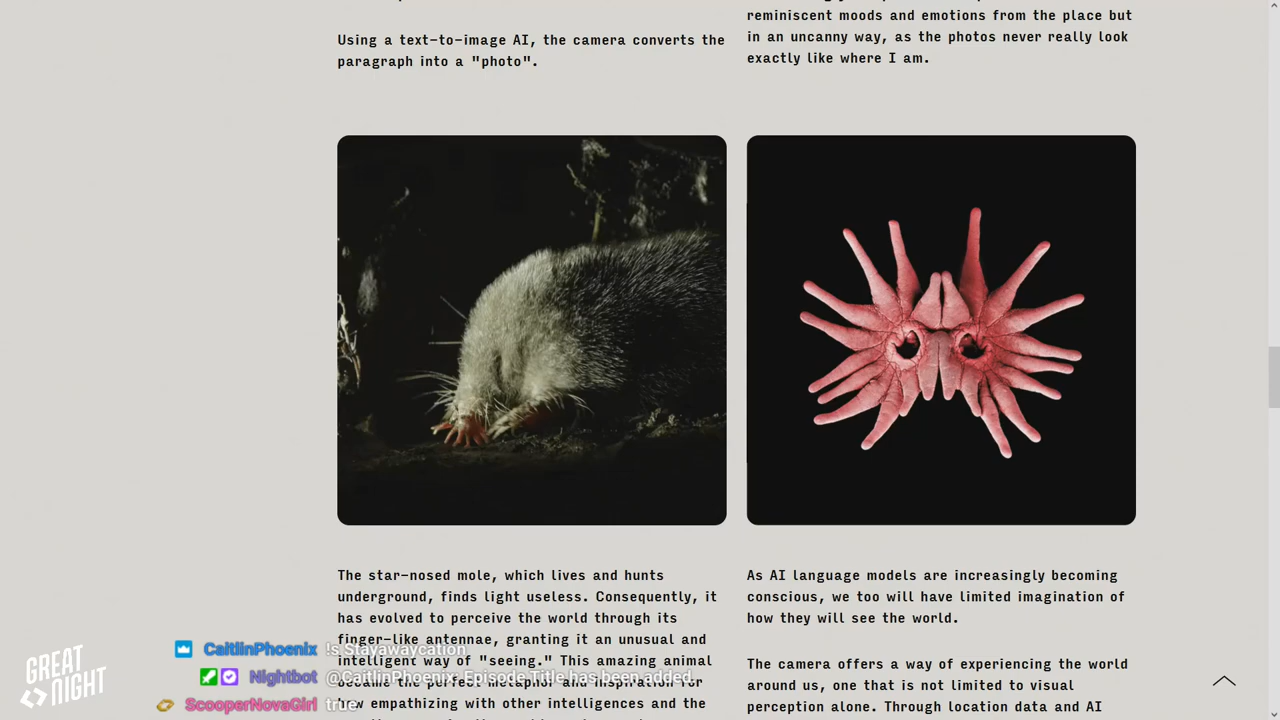 Using a text-to-image AI, the camera converts the
paragraph into a "photo".
reminiscent moods and emotions from the place but
in an uncanny way, as the photos never really look
exactly like where I am.
The star-nosed mole, which lives and hunts
underground, finds light useless. Consequently, it
has evolved to perceive the world through its
finger-like antennae, granting it an unusual and
intelligent way of "seeing." This amazing animal
became the perfect metaphor and inspiration for
how empathizing with other intelligences and the
As AI language models are increasingly becoming
conscious, we too will have limited imagination of
how they will see the world.
The camera offers a way of experiencing the world
around us, one that is not limited to visual
perception alone. Through location data and AI
CaitlinPhoenix !s Stayawaycation
Nightbot @CaitlinPhoenix, Episode Title has been added.
ScooperNovaGirl true
GREAT
NIGHT